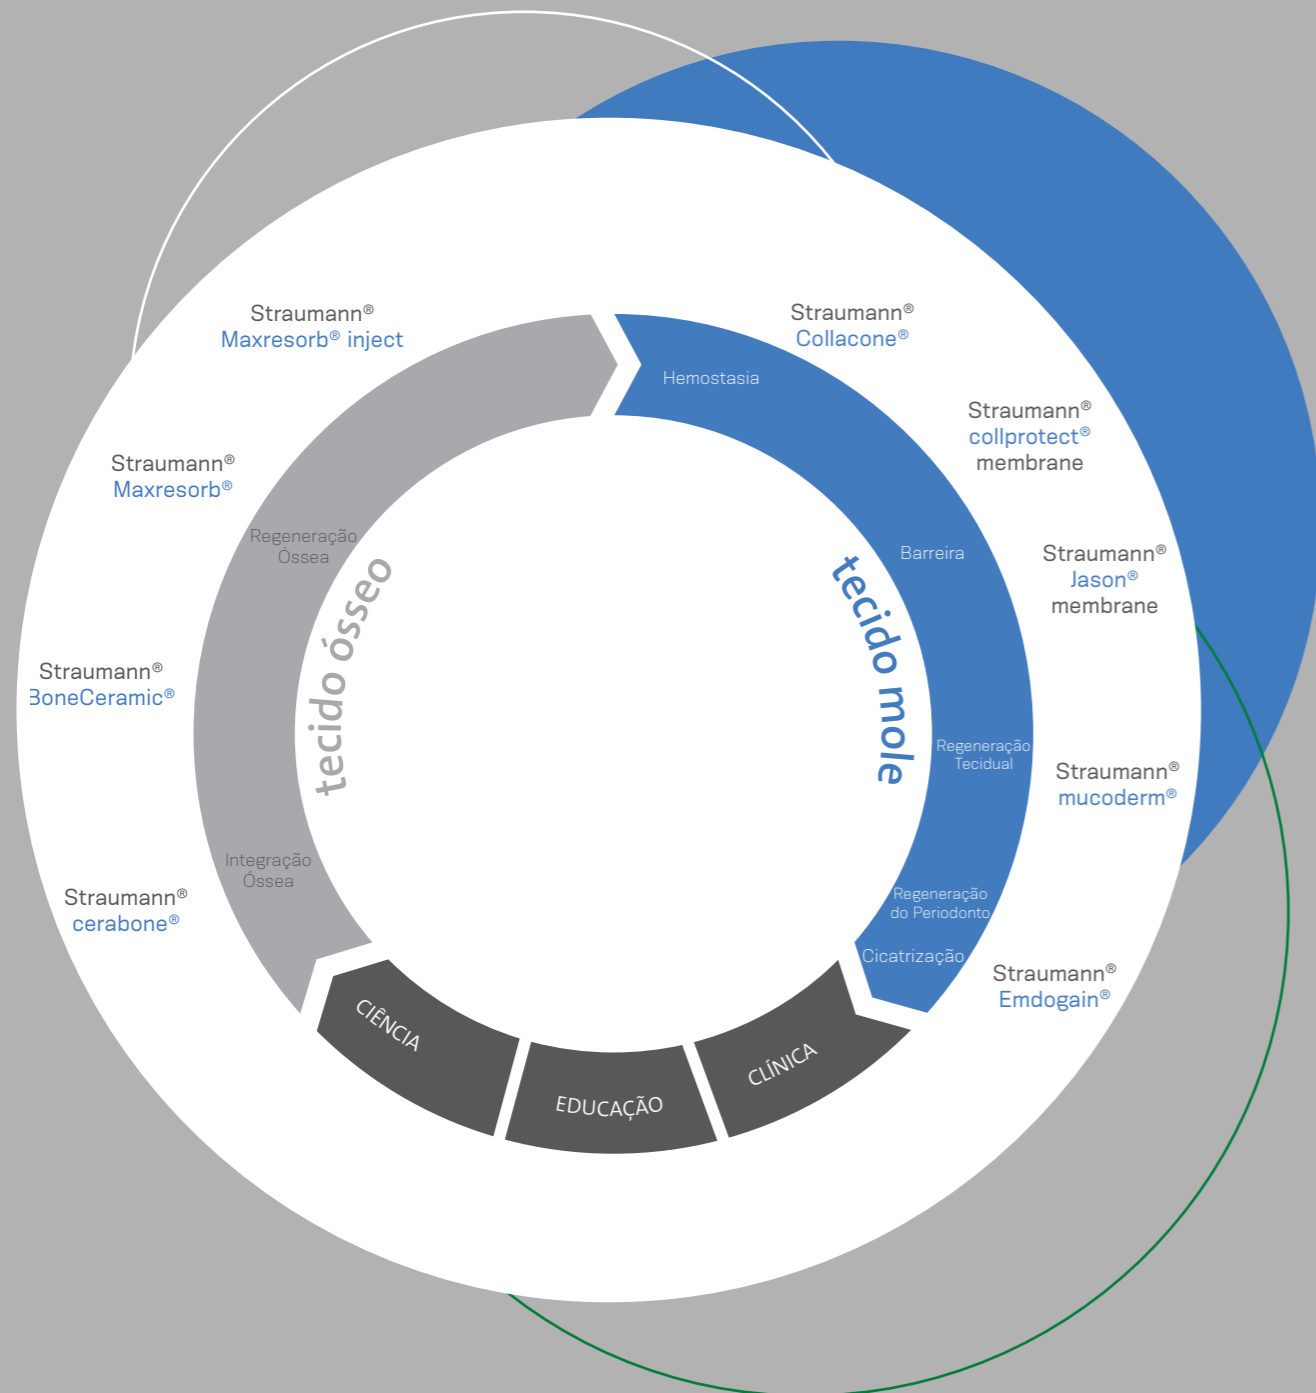 Straumann®
Maxresorb® inject
Straumann®
Maxresorb®
Straumann®
BoneCeramic®
Straumann®
cerabone®
Regeneração
Óssea
Integração
Óssea
tecido ósseo
Hemostasia
Barreira
Regeneração
Tecidual
Regeneração
do Periodonto
Cicatrização
tecido mole
Straumann®
Collacone®
Straumann®
collprotect®
membrane
Straumann®
Jason®
membrane
Straumann®
mucoderm®
Straumann®
Emdogain®
CIÊNCIA
EDUCAÇÃO
CLÍNICA